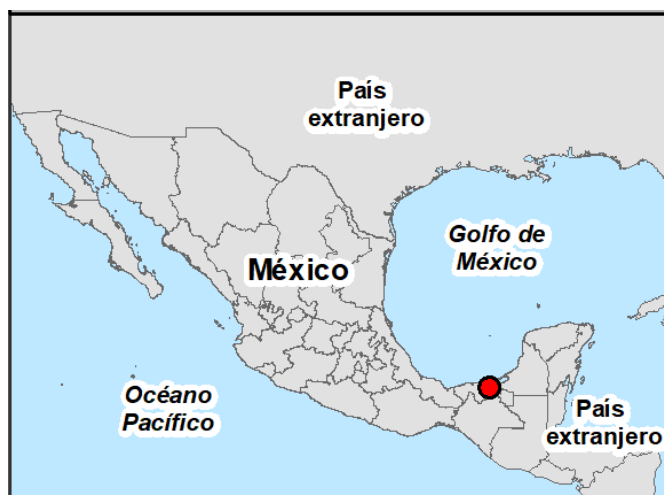 País
extranjero
Golfo de
México
México
Océano
Pacífico
País
extranjero